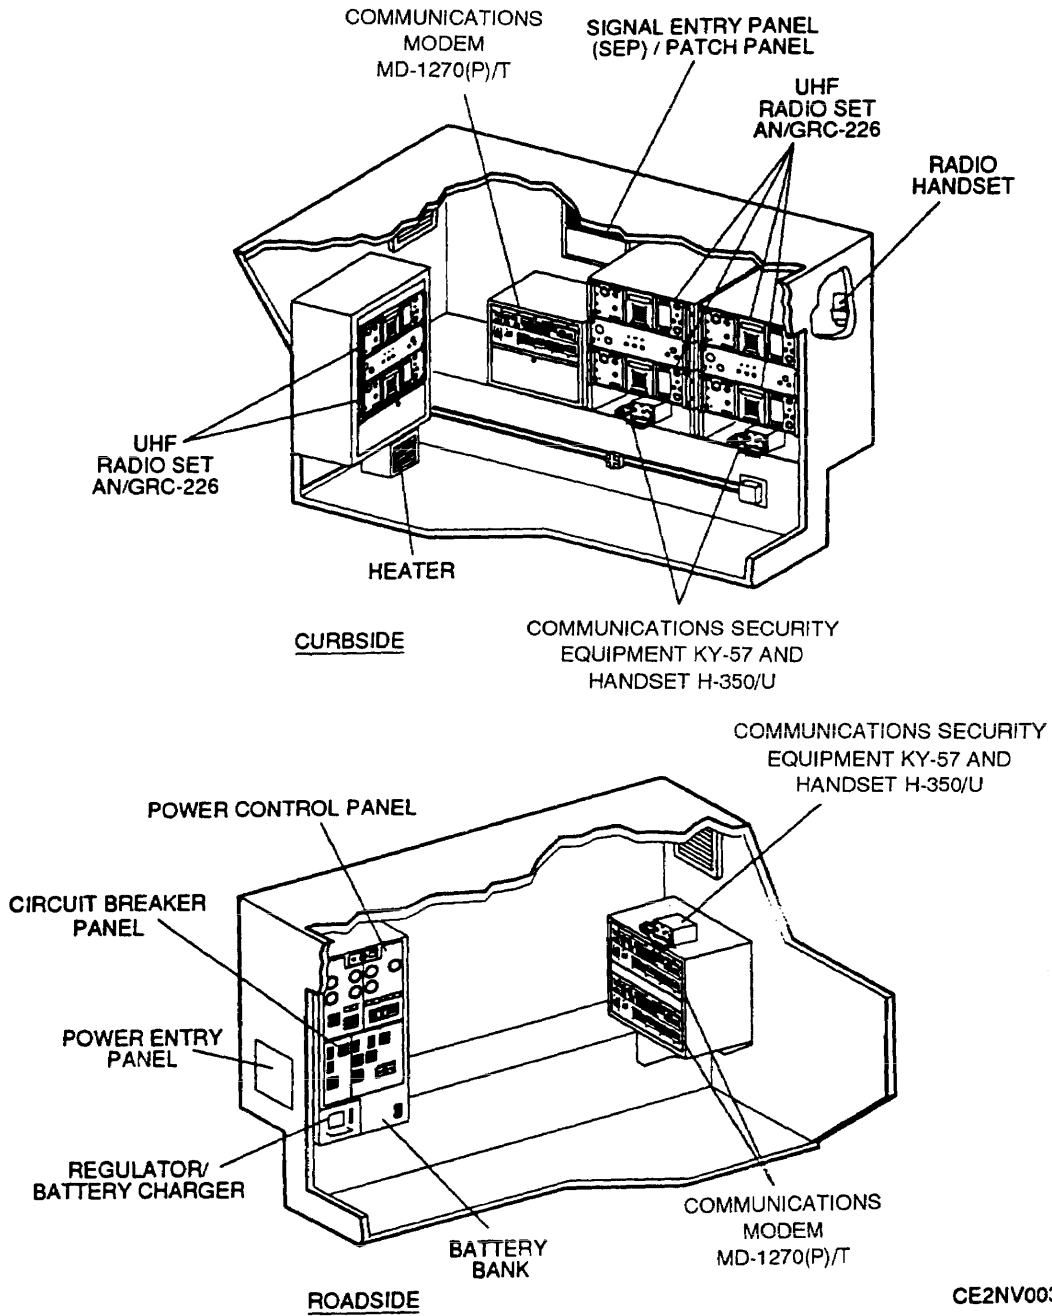 COMMUNICATIONS
MODEM
MD-1270(P)/T
SIGNAL ENTRY PANEL
(SEP) / PATCH PANEL
UHF
RADIO SET
AN/GRC-226
RADIO
HANDSET
UHF
RADIO SET
AN/GRC-226
HEATER
CURBSIDE
COMMUNICATIONS SECURITY
EQUIPMENT KY-57 AND
HANDSET H-350/U
COMMUNICATIONS SECURITY
EQUIPMENT KY-57 AND
HANDSET H-350/U
POWER CONTROL PANEL
CIRCUIT BREAKER
PANEL
POWER ENTRY
PANEL
REGULATOR/
BATTERY CHARGER
BATTERY
BANK
COMMUNICATIONS
MODEM
MD-1270(P)/T
ROADSIDE
CE2NV003